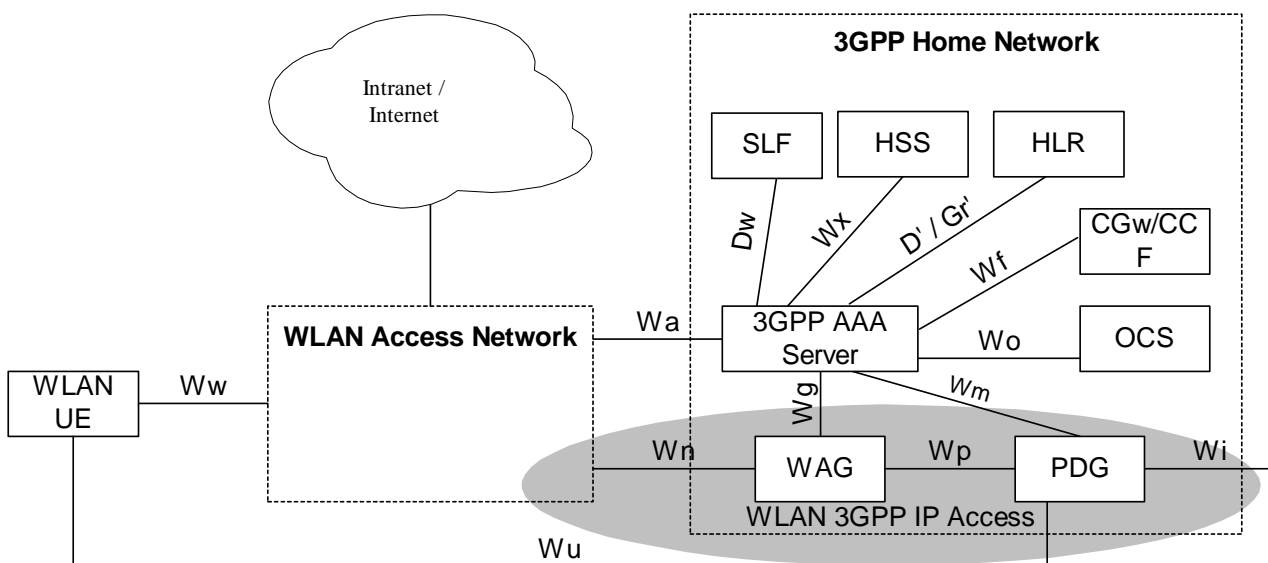 3GPP Home Network
Intranet /
Internet
SLF
HSS
HLR
Dw
Wx
D' / Gr'
CGw/CC
F
Wf
WLAN Access Network
Wa
3GPP AAA
Server
Wo
OCS
WLAN
UE
Ww
Wg
Wm
Wn
WAG
Wp
PDG
Wi
WLAN 3GPP IP Access
Wu